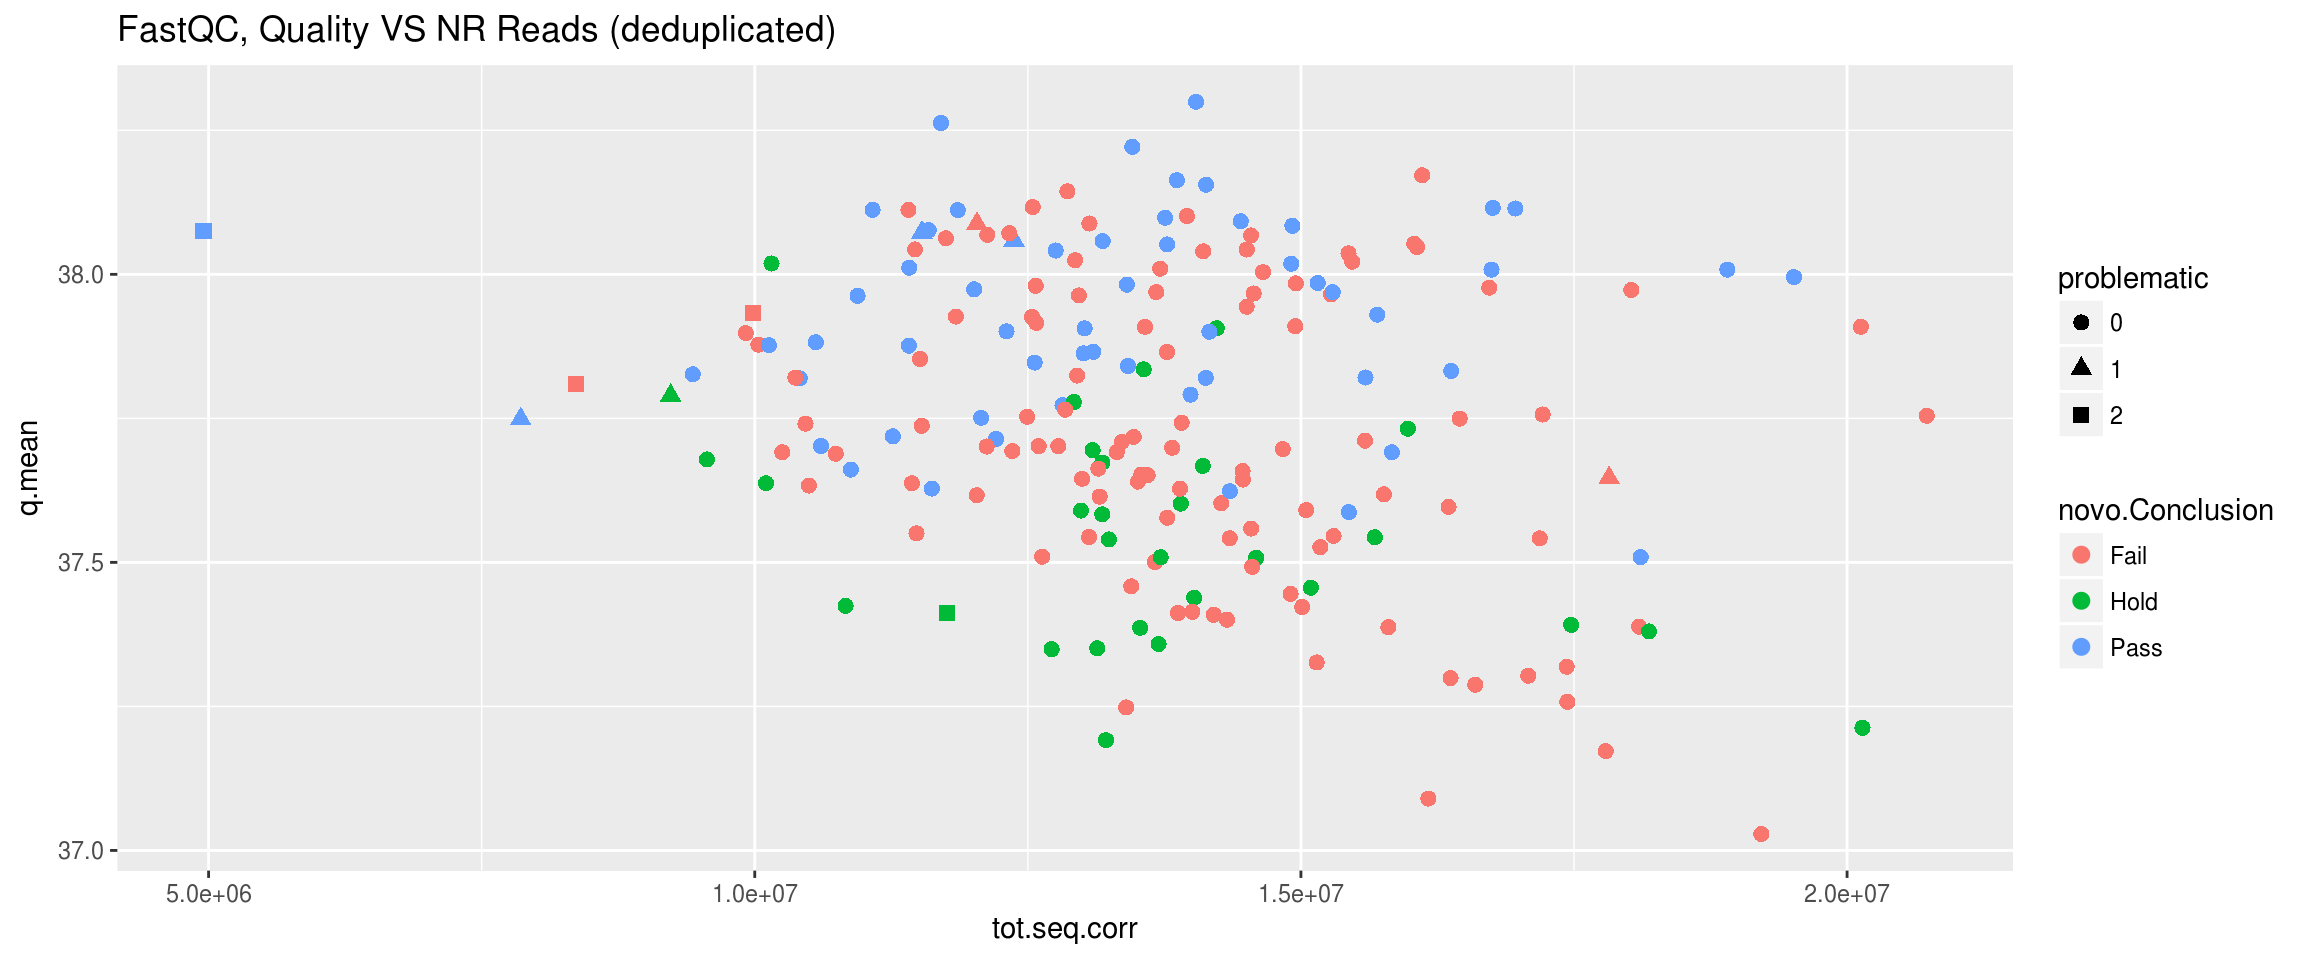 FastQC, Quality VS NR Reads (deduplicated)
38.0
37.5
37.0
q.mean
5.0e+06 1.0e+07 1.5e+07 2.0e+07
tot.seq.corr
problematic
0
1
2
novo.Conclusion
Fail
Hold
Pass